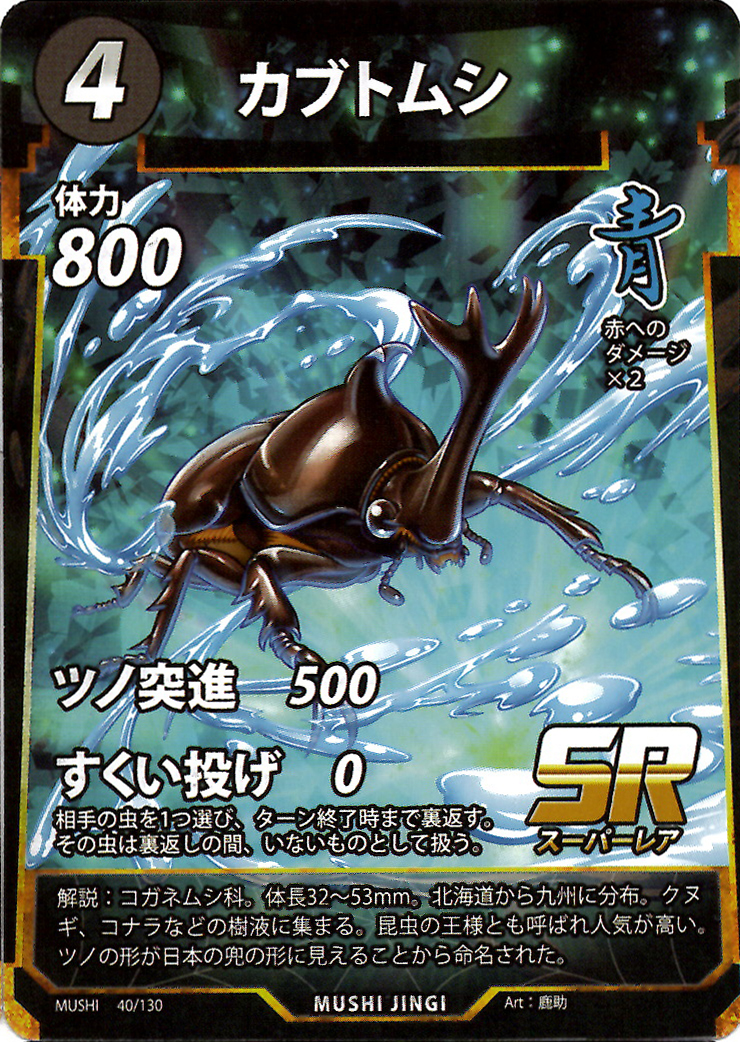 4
カブトムシ
体力
800
青
赤への
ダメージ
×2
ツノ突進 500
すくい投げ 0
相手の虫を1つ選び、ターン終了時まで裏返す。
その虫は裏返しの間、いないものとして扱う。
SR
スーパーレア
解説：コガネムシ科。体長32～53mm。北海道から九州に分布。クヌ
ギ、コナラなどの樹液に集まる。昆虫の王様とも呼ばれ人気が高い。
ツノの形が日本の兜の形に見えることから命名された。
MUSHI 40/130
MUSHI JINGI
Art：鹿助